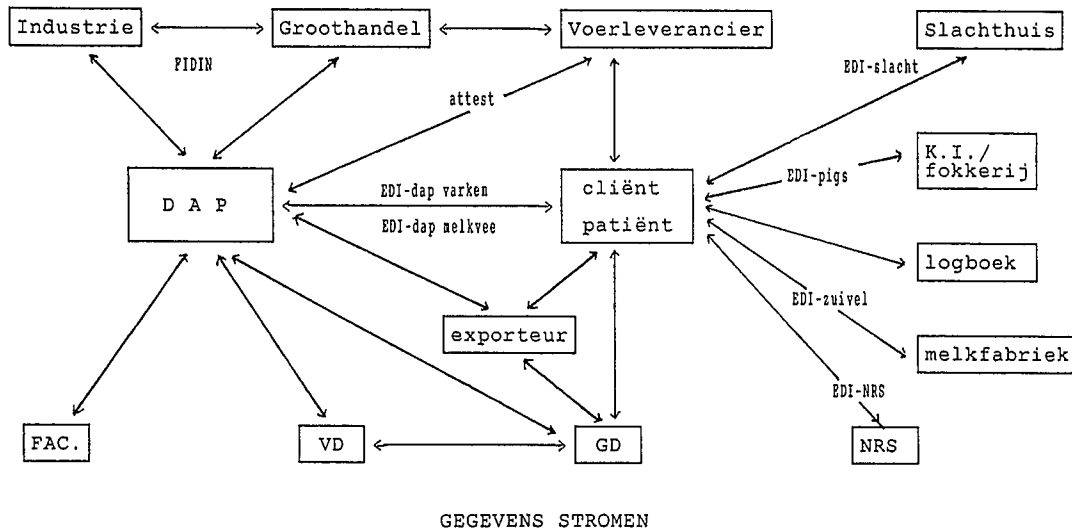 Industrie
Groothandel
Voerleverancier
Slachthuis
FIDIN
EDI-slacht
attest
K.I./
fokkerij
EDI-pigs
D A P
EDI-dap varken
EDI-dap melkvee
cliënt
patiënt
logboek
EDI-zuivel
exporteur
melkfabriek
EDI-NRS
FAC.
VD
GD
NRS
GEGEVENS STROMEN